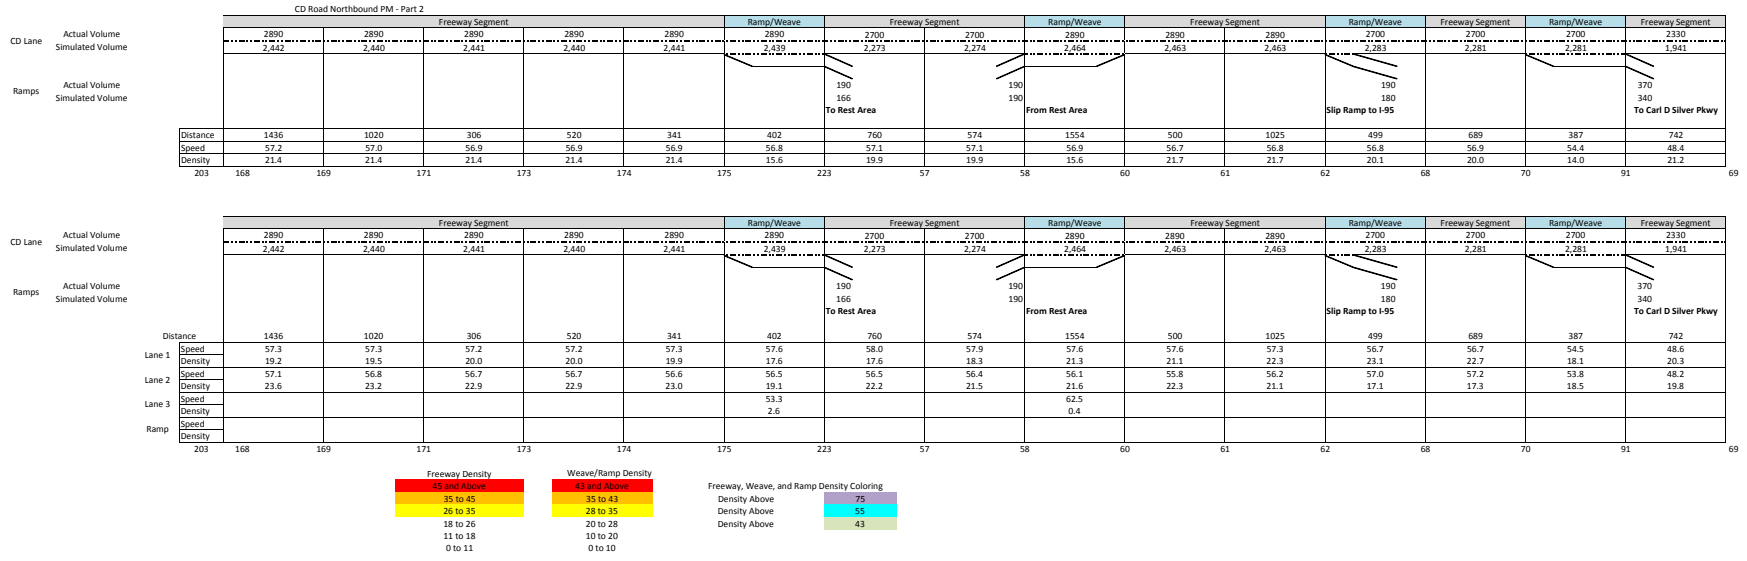 CD Road Northbound PM - Part 2
Freeway Segment Ramp/Weave Freeway Segment Ramp/Weave Freeway Segment Ramp/Weave Freeway Segment Ramp/Weave Freeway Segment
CD Lane Actual Volume 2890 2890 2890 2890 2890 2890 2700 2700 2890 2890 2890 2700 2700 2700 2330
Simulated Volume 2,442 2,440 2,441 2,440 2,441 2,439 2,273 2,274 2,464 2,463 2,463 2,283 2,281 2,281 1,941
Ramps Actual Volume 190 190 190 370
Simulated Volume 166 190 180 340
To Rest Area From Rest Area Slip Ramp to I-95 To Carl D Silver Pkwy
Distance 1436 1020 306 520 341 402 760 574 1554 500 1025 499 689 387 742
Speed 57.2 57.0 56.9 56.9 56.9 56.8 57.1 57.1 56.9 56.7 56.8 56.8 56.9 54.4 48.4
Density 21.4 21.4 21.4 21.4 21.4 15.6 19.9 19.9 15.6 21.7 21.7 20.1 20.0 14.0 21.2
203 168 169 171 173 174 175 223 57 58 60 61 62 68 70 91 69
Freeway Segment Ramp/Weave Freeway Segment Ramp/Weave Freeway Segment Ramp/Weave Freeway Segment Ramp/Weave Freeway Segment
CD Lane Actual Volume 2890 2890 2890 2890 2890 2890 2700 2700 2890 2890 2890 2700 2700 2700 2330
Simulated Volume 2,442 2,440 2,441 2,440 2,441 2,439 2,273 2,274 2,464 2,463 2,463 2,283 2,281 2,281 1,941
Ramps Actual Volume 190 190 190 370
Simulated Volume 166 190 180 340
To Rest Area From Rest Area Slip Ramp to I-95 To Carl D Silver Pkwy
Distance 1436 1020 306 520 341 402 760 574 1554 500 1025 499 689 387 742
Lane 1 Speed 57.3 57.3 57.2 57.2 57.3 57.6 58.0 57.9 57.6 57.6 57.3 56.7 56.7 54.5 48.6
Density 19.2 19.5 20.0 20.0 19.9 17.6 17.6 18.3 21.3 21.1 22.3 23.1 22.7 18.1 20.3
Lane 2 Speed 57.1 56.8 56.7 56.7 56.6 56.5 56.5 56.4 56.1 55.8 56.2 57.0 57.2 53.8 48.2
Density 23.6 23.2 22.9 22.9 23.0 19.1 22.2 21.5 21.6 22.3 21.1 17.1 17.3 18.5 19.8
Lane 3 Speed 53.3 62.5
Density 2.6 0.4
Ramp Speed
Density
203 168 169 171 173 174 175 223 57 58 60 61 62 68 70 91 69
Freeway Density Weave/Ramp Density
45 and Above 43 and Above Freeway, Weave, and Ramp Density Coloring
35 to 45 35 to 43 Density Above 75
26 to 35 28 to 35 Density Above 55
18 to 26 20 to 28 Density Above 43
11 to 18 10 to 20
0 to 11 0 to 10